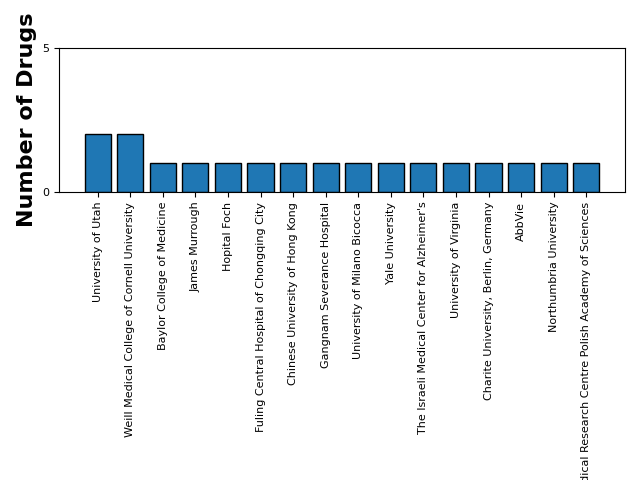 Number of Drugs
5
0
University of Utah
Weill Medical College of Cornell University
Baylor College of Medicine
James Murrough
Hopital Foch
Fuling Central Hospital of Chongqing City
Chinese University of Hong Kong
Gangnam Severance Hospital
University of Milano Bicocca
Yale University
The Israeli Medical Center for Alzheimer's
University of Virginia
Charite University, Berlin, Germany
AbbVie
Northumbria University
Research Centre Polish Academy of Sciences